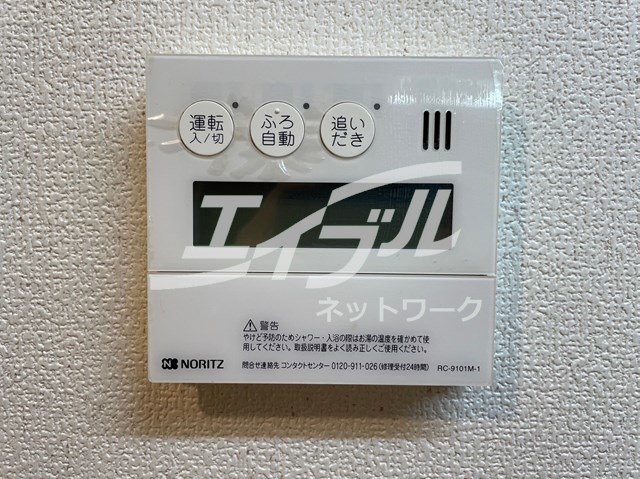 運転 入/切
ふろ 自動
追い だき
エイブル
ネットワーク
⚠警告
やけど予防のためシャワー・入浴の際はお湯の温度を確かめて使
用してください。取扱説明書をよく読み正しくご使用ください。
NORITZ 問合せ連絡先 コンタクトセンター 0120-911-026(修理受付24時間) RC-9101M-1